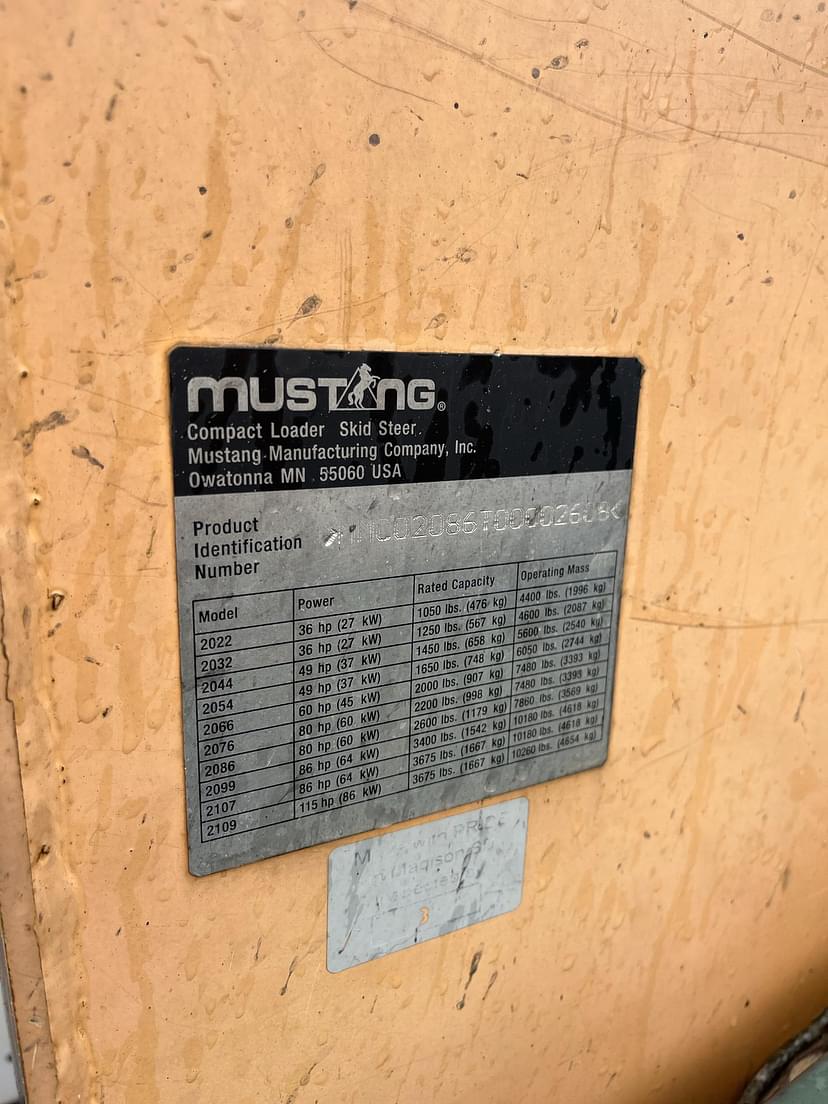 MUSTANG®
Compact Loader Skid Steer
Mustang Manufacturing Company, Inc.
Owatonna MN 55060 USA
Product
Identification
Number
Model Power Rated Capacity Operating Mass
2022 36 hp (27 kW) 1050 lbs. (476 kg) 4400 lbs. (1996 kg)
2032 36 hp (27 kW) 1250 lbs. (567 kg) 4600 lbs. (2087 kg)
2044 49 hp (37 kW) 1450 lbs. (658 kg) 5600 lbs. (2540 kg)
2054 49 hp (37 kW) 1650 lbs. (748 kg) 6050 lbs. (2744 kg)
2066 60 hp (45 kW) 2000 lbs. (907 kg) 7480 lbs. (3393 kg)
2076 80 hp (60 kW) 2200 lbs. (998 kg) 7480 lbs. (3393 kg)
2086 80 hp (60 kW) 2600 lbs. (1179 kg) 7860 lbs. (3569 kg)
2099 86 hp (64 kW) 3400 lbs. (1542 kg) 10180 lbs. (4618 kg)
2107 86 hp (64 kW) 3675 lbs. (1667 kg) 10180 lbs. (4618 kg)
2109 115 hp (86 kW) 3675 lbs. (1667 kg) 10260 lbs. (4654 kg)
with PRIDE
Madison
3